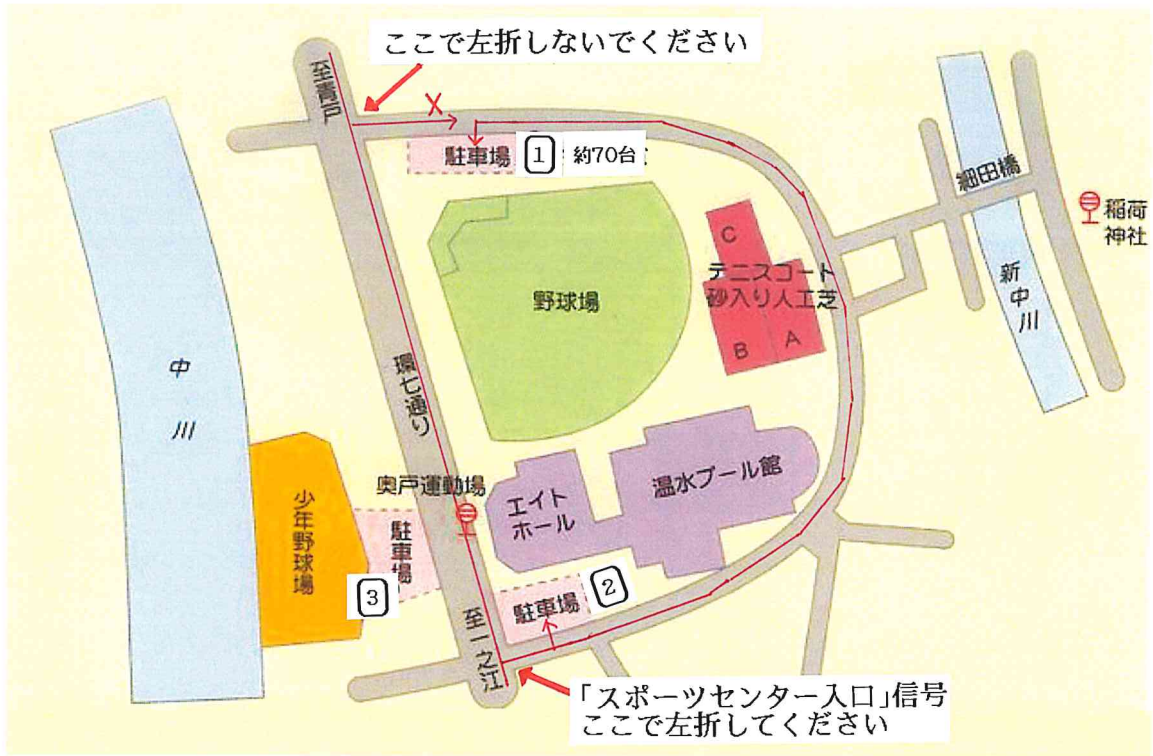 ここで左折しないでください
至青戸
X
駐車場
1
約70台
細田橋
稲荷
神社
新中川
C
テニスコート
砂入り人工芝
B
A
野球場
中川
環七通り
奥戸運動場
エイト
ホール
温水プール館
少年野球場
駐車場
3
駐車場
2
至一之江
「スポーツセンター入口」信号
ここで左折してください